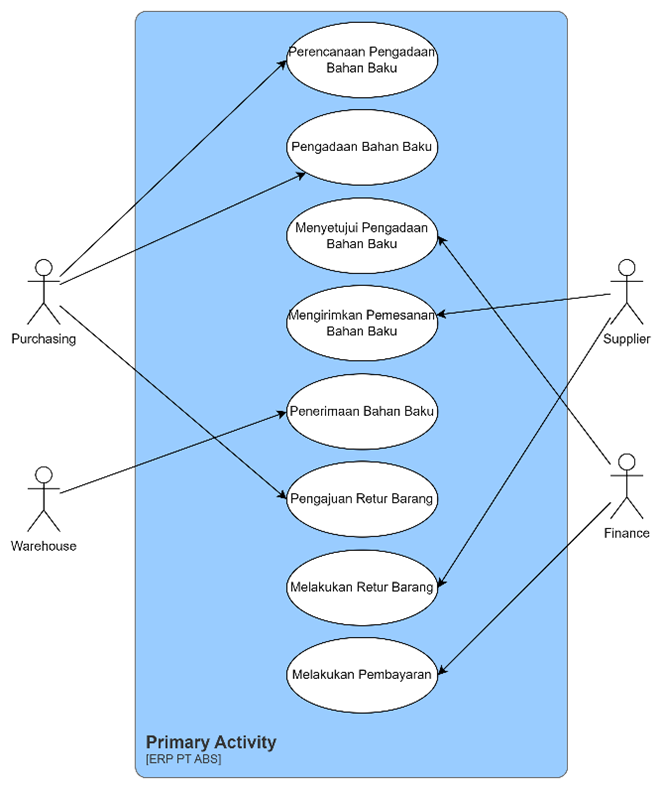 Perencanaan Pengadaan
Bahan Baku
Pengadaan Bahan Baku
Menyetujui Pengadaan
Bahan Baku
Mengirimkan Pemesanan
Bahan Baku
Purchasing
Supplier
Penerimaan Bahan Baku
Pengajuan Retur Barang
Warehouse
Finance
Melakukan Retur Barang
Melakukan Pembayaran
Primary Activity
[ERP PT ABS]